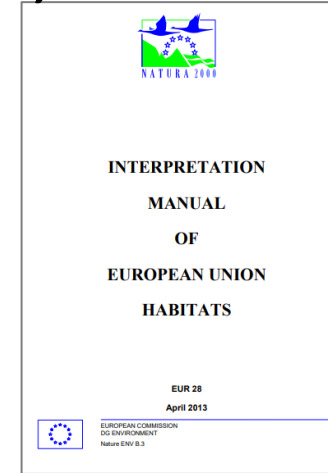 NATURA 2000
INTERPRETATION
MANUAL
OF
EUROPEAN UNION
HABITATS
EUR 28
April 2013
EUROPEAN COMMISSION
DG ENVIRONMENT
Nature ENV B.3